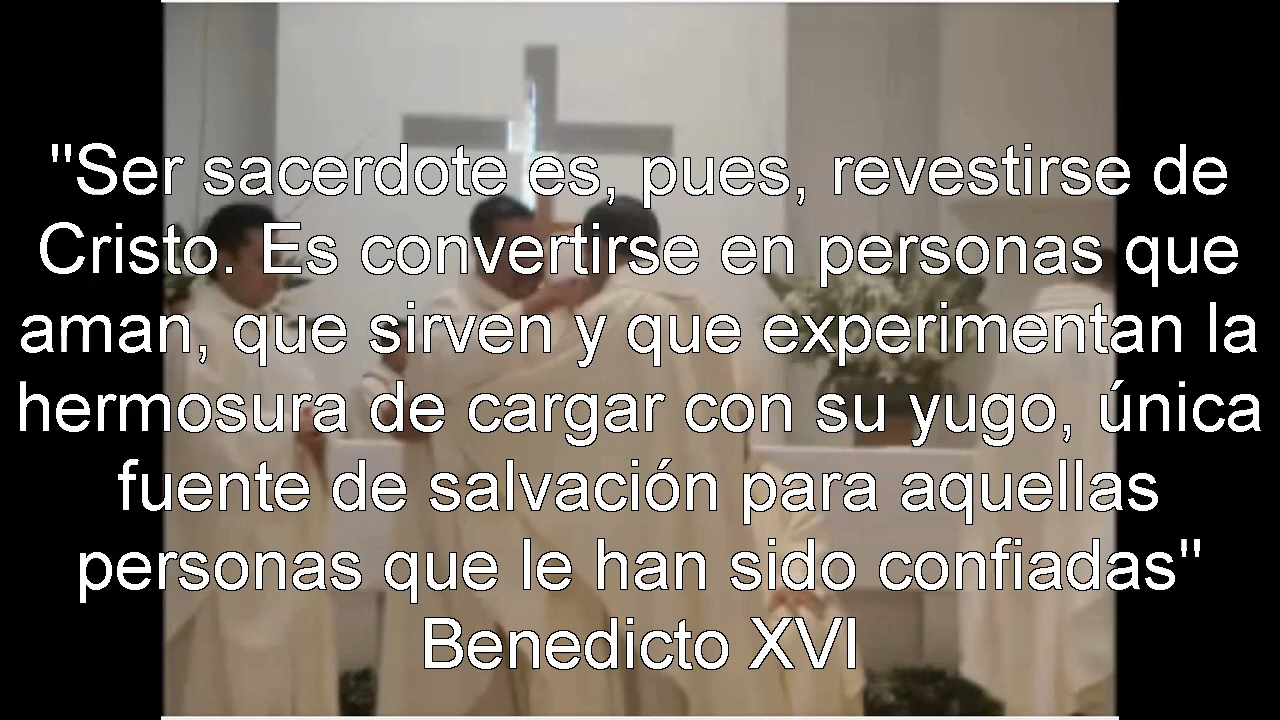 "Ser sacerdote es, pues, revestirse de
Cristo. Es convertirse en personas que
aman, que sirven y que experimentan la
hermosura de cargar con su yugo, única
fuente de salvación para aquellas
personas que le han sido confiadas"
Benedicto XVI